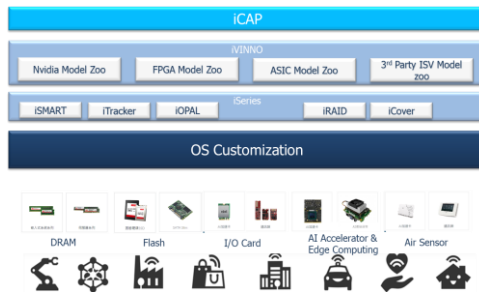 iCAP
iVINNO
Nvidia Model Zoo
FPGA Model Zoo
ASIC Model Zoo
3rd Party ISV Model
zoo
iSeries
iSMART
iTracker
iOPAL
iRAID
iCover
OS Customization
DRAM
Flash
I/O Card
AI Accelerator &
Edge Computing
Air Sensor